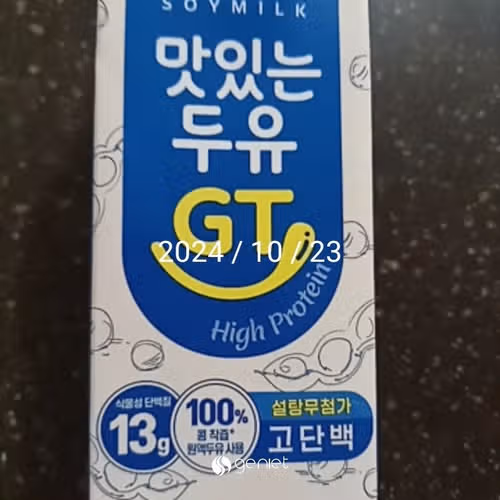 SOYMILK
맛있는
두유
GT
2024 / 10 / 23
High Protein
식물성 단백질
13g
100%
콩 착즙+
원액두유 사용
설탕무첨가
고단백
geniet